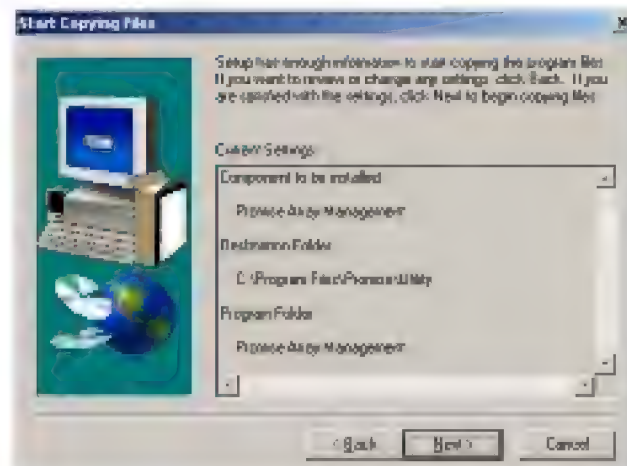 Start Copying Files
Setup has enough information to start copying the program files.
If you want to review or change any settings, click Back. If you
are satisfied with the settings, click Next to begin copying files.
Current Settings:
Component to be installed
Promise Array Management
Destination Folder
C:\Program Files\Promise\Utility
Program Folder
Promise Array Management
< Back
Next >
Cancel